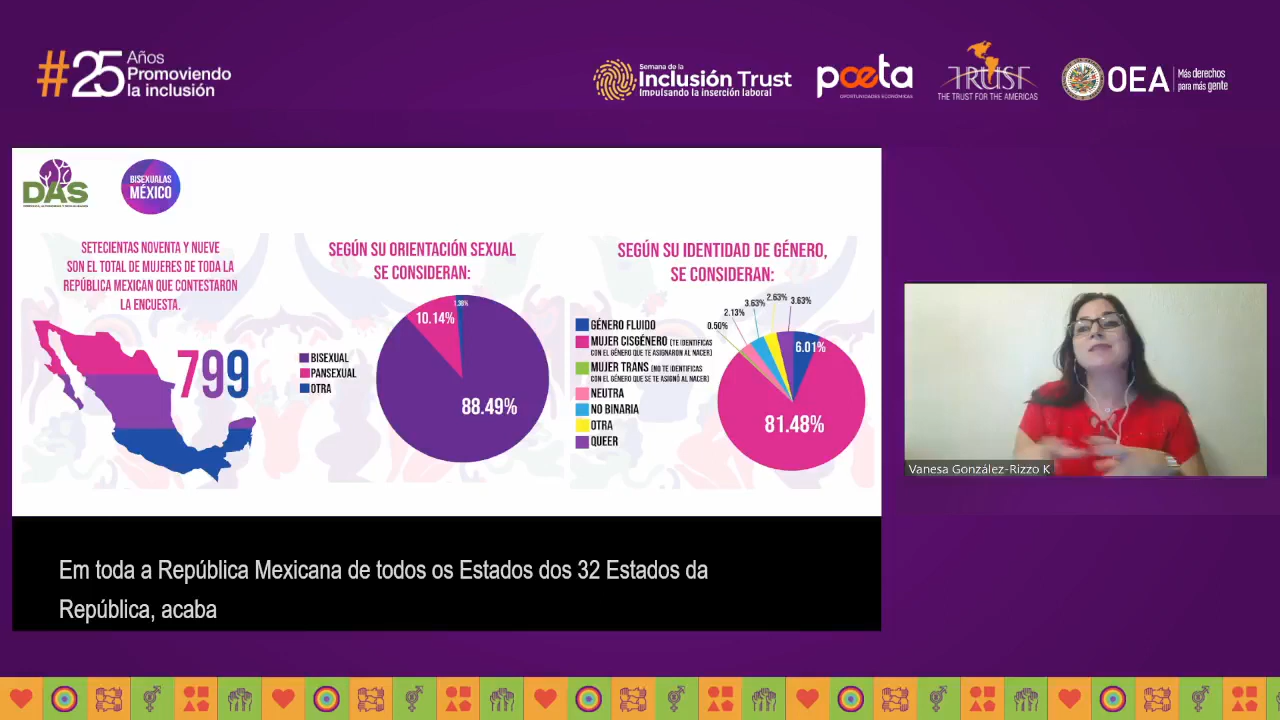 #25 Años
Promoviendo
la inclusión
Semana de la
Inclusión Trust
Impulsando la inserción laboral
poeta
OPORTUNIDADES ECONÓMICAS
TRUST
THE TRUST FOR THE AMERICAS
OEA
Más derechos
para más gente
DAS
BISEXUALAS
MÉXICO
SETECIENTAS NOVENTA Y NUEVE
SON EL TOTAL DE MUJERES DE TODA LA
REPÚBLICA MEXICAN QUE CONTESTARON
LA ENCUESTA.
799
SEGÚN SU ORIENTACIÓN SEXUAL
SE CONSIDERAN:
BISEXUAL
PANSEXUAL
OTRA
1.38%
10.14%
88.49%
SEGÚN SU IDENTIDAD DE GÉNERO,
SE CONSIDERAN:
GÉNERO FLUIDO
MUJER CISGÉNERO (TE IDENTIFICAS
CON EL GÉNERO QUE TE ASIGNARON AL NACER)
MUJER TRANS (NO TE IDENTIFICAS
CON EL GÉNERO QUE SE TE ASIGNÓ AL NACER)
NEUTRA
NO BINARIA
OTRA
QUEER
0.50%
2.13%
3.63%
2.63%
3.63%
6.01%
81.48%
Vanesa González-Rizzo K
Em toda a República Mexicana de todos os Estados dos 32 Estados da
República, acaba